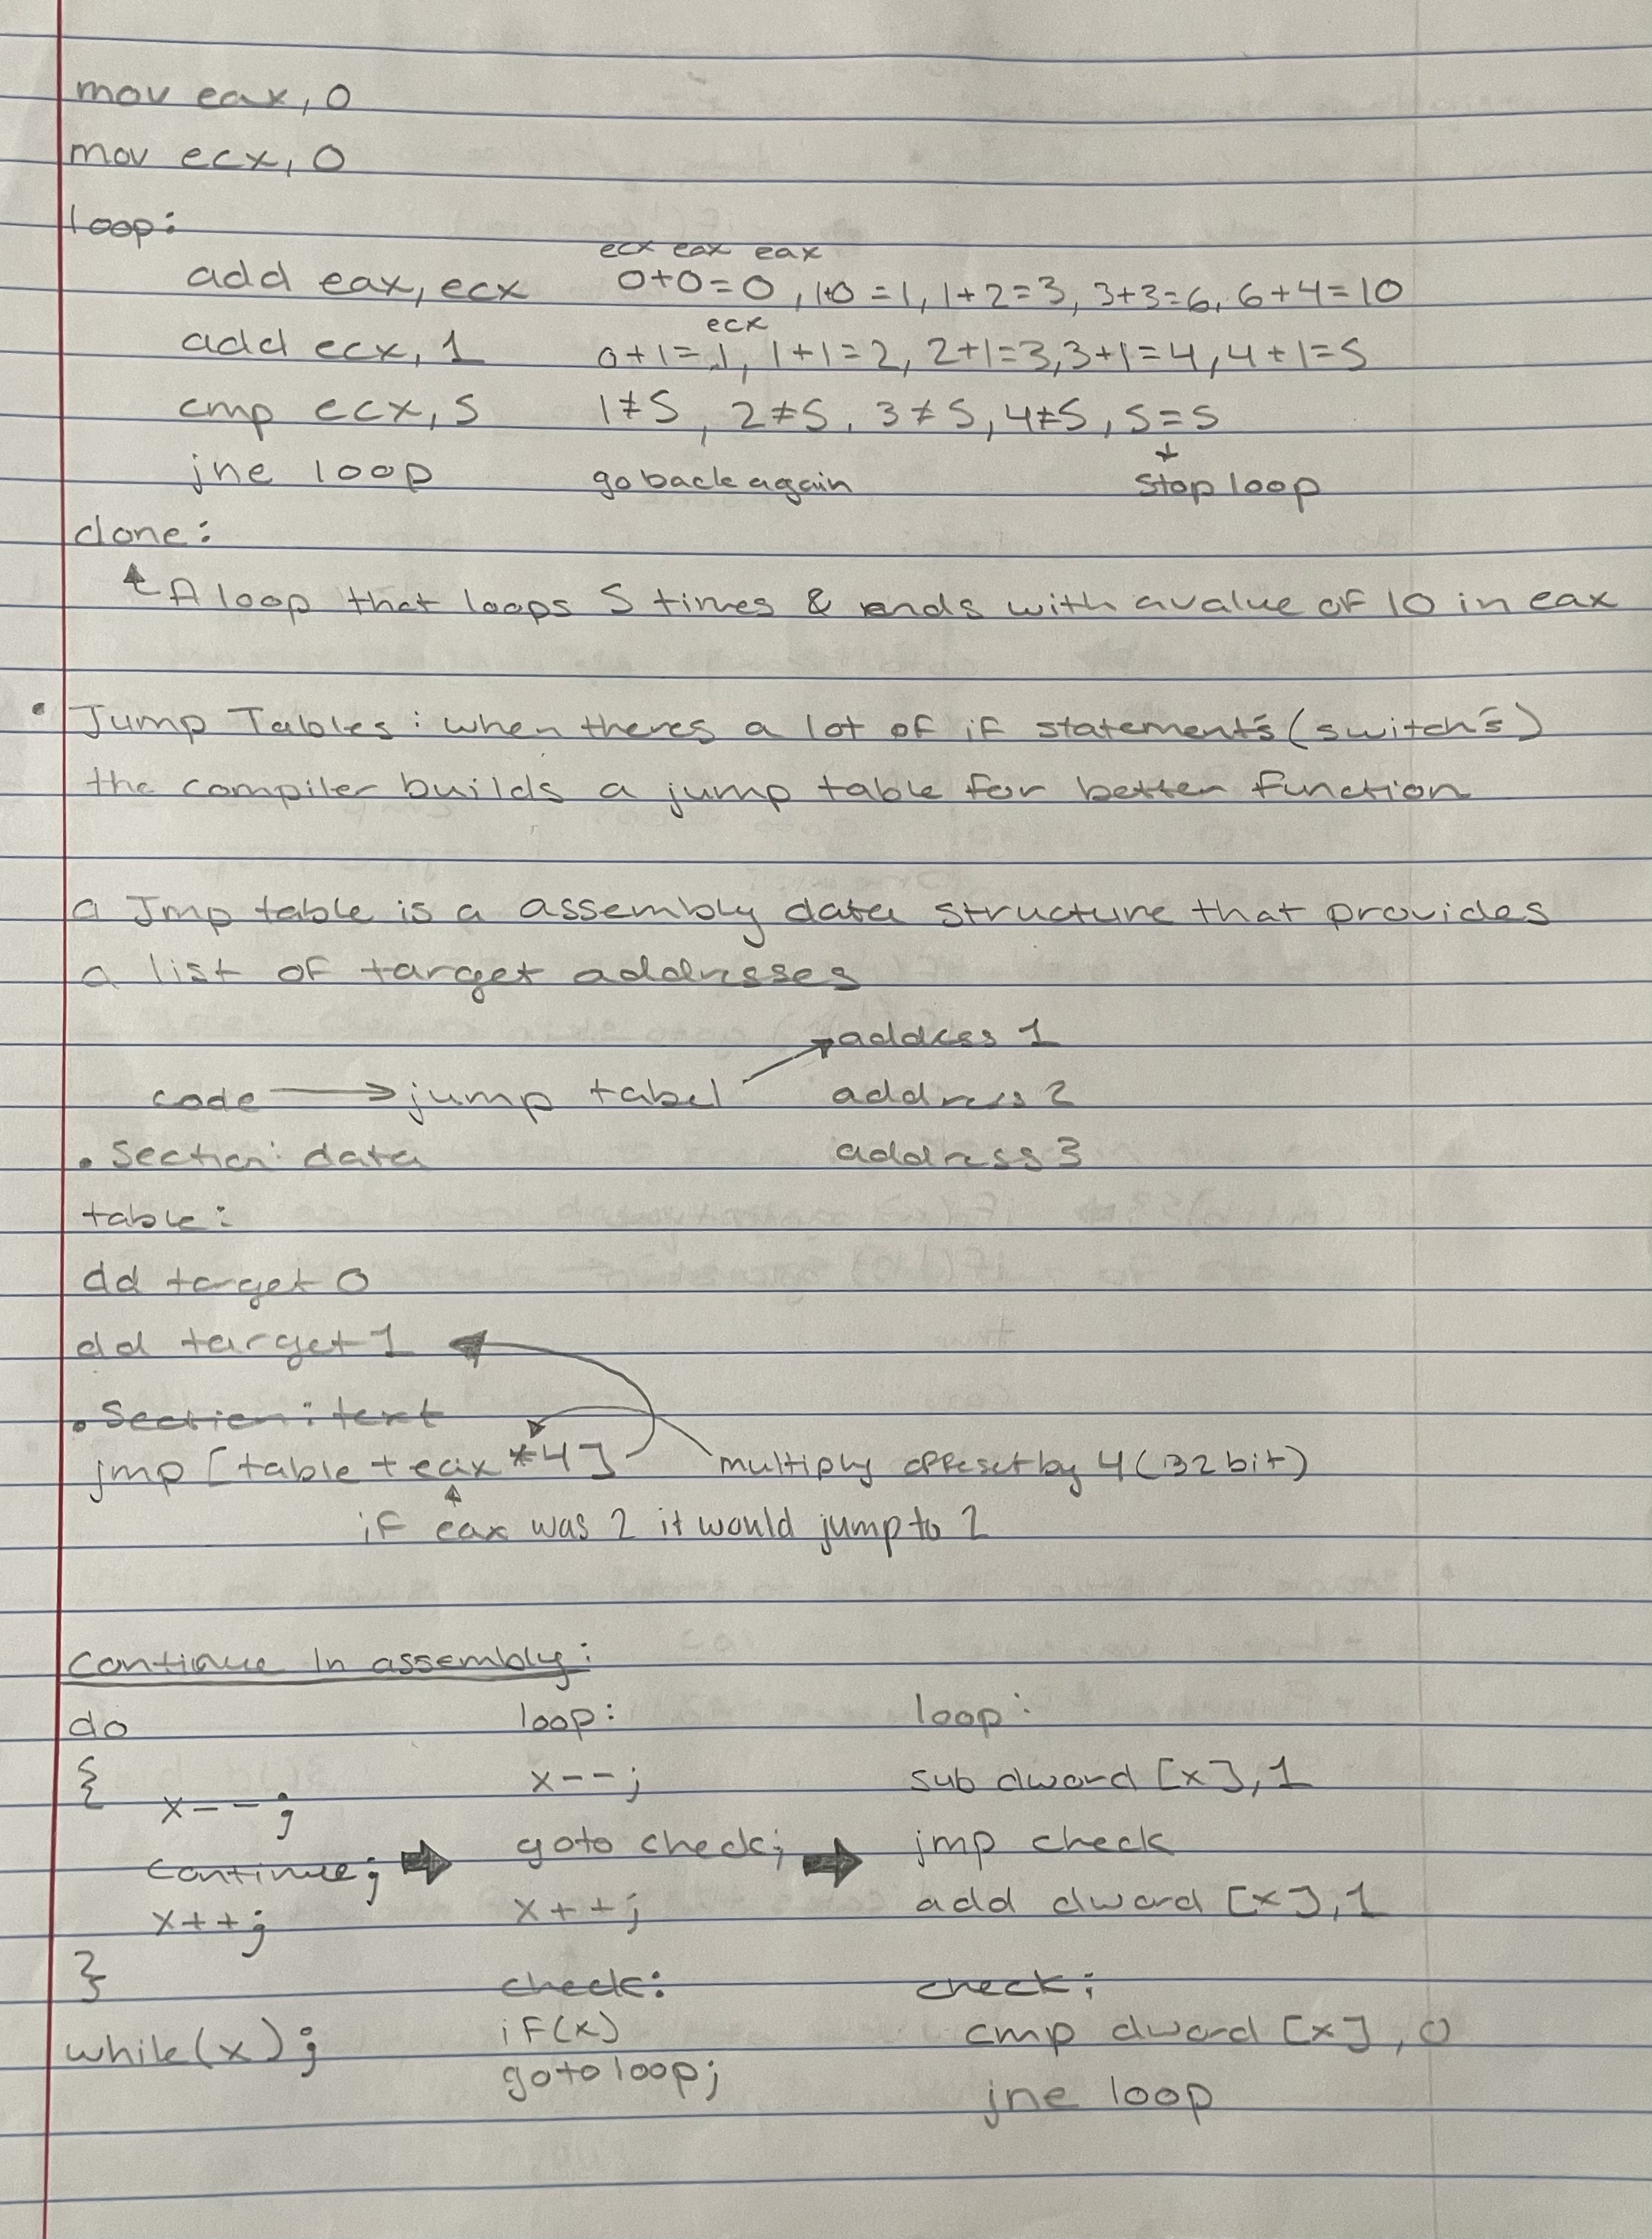 mov eax, 0
mov ecx, 0
loop:
ecx eax eax
add eax, ecx 0+0=0, 1+0=1, 1+2=3, 3+3=6, 6+4=10
ecx
add ecx, 1 0+1=1, 1+1=2, 2+1=3, 3+1=4, 4+1=5
cmp ecx, 5 1≠5, 2≠5, 3≠5, 4≠5, 5=5
jne loop go back again stop loop
done:
A loop that loops 5 times & ends with a value of 10 in eax
• Jump Tables: when theres a lot of if statement's (switch's)
the compiler builds a jump table for better function
a Jmp table is a assembly data structure that provides
a list of target addresses
address 1
code → jump tabel address 2
• Section: data address 3
table:
dd target 0
dd target 1
• Section: text
jmp [table + eax *4] multiply offset by 4 (32 bit)
if eax was 2 it would jump to 2
Continue In assembly:
do loop: loop:
{ x--; x--; sub dword [x], 1
continue; ➡ goto check; ➡ jmp check
x++; x++; add dword [x], 1
} check: check:
while(x); if(x) cmp dword [x], 0
goto loop; jne loop